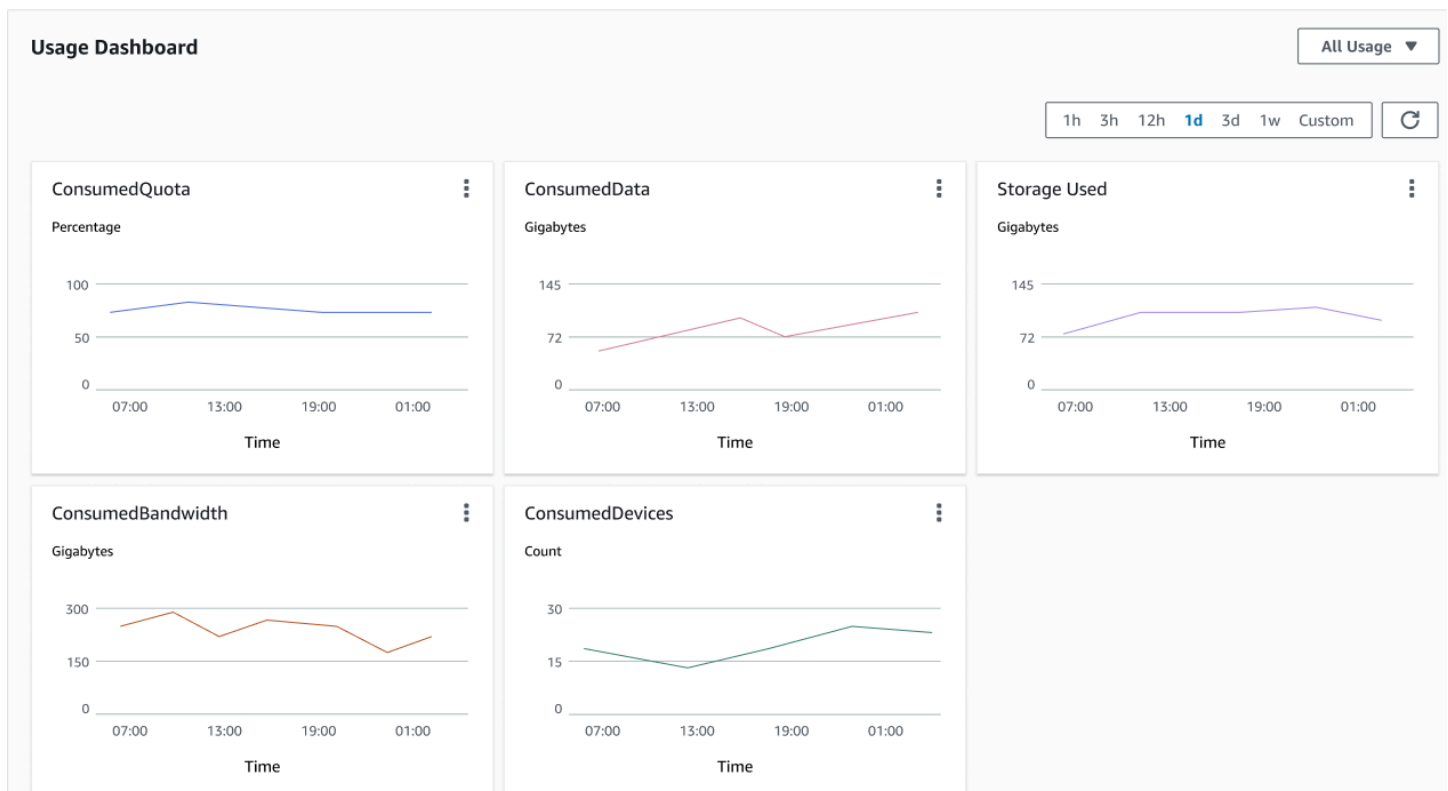 Usage Dashboard
All Usage
1h 3h 12h 1d 3d 1w Custom
ConsumedQuota
Percentage
100
50
0
07:00 13:00 19:00 01:00
Time
ConsumedData
Gigabytes
145
72
0
07:00 13:00 19:00 01:00
Time
Storage Used
Gigabytes
145
72
0
07:00 13:00 19:00 01:00
Time
ConsumedBandwidth
Gigabytes
300
150
0
07:00 13:00 19:00 01:00
Time
ConsumedDevices
Count
30
15
0
07:00 13:00 19:00 01:00
Time